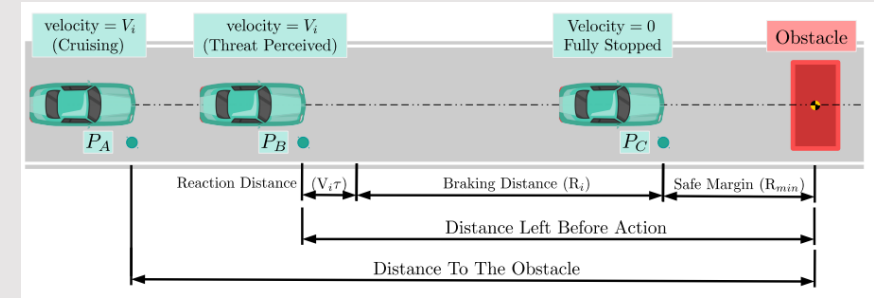 velocity = V_i
(Cruising)
velocity = V_i
(Threat Perceived)
Velocity = 0
Fully Stopped
Obstacle
P_A
P_B
P_C
Reaction Distance
(V_iτ)
Braking Distance (R_i)
Safe Margin (R_min)
Distance Left Before Action
Distance To The Obstacle